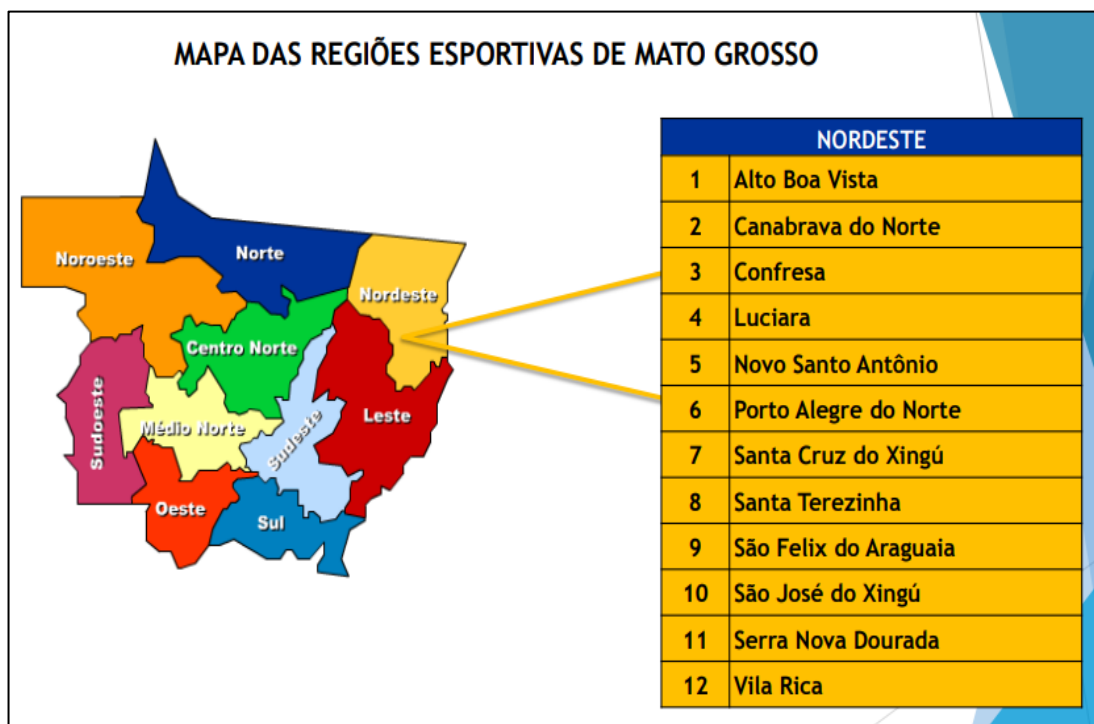 MAPA DAS REGIÕES ESPORTIVAS DE MATO GROSSO
Noroeste
Norte
Nordeste
Centro Norte
Sudoeste
Médio Norte
Sudeste
Leste
Oeste
Sul
NORDESTE
1 Alto Boa Vista
2 Canabrava do Norte
3 Confresa
4 Luciara
5 Novo Santo Antônio
6 Porto Alegre do Norte
7 Santa Cruz do Xingú
8 Santa Terezinha
9 São Felix do Araguaia
10 São José do Xingú
11 Serra Nova Dourada
12 Vila Rica